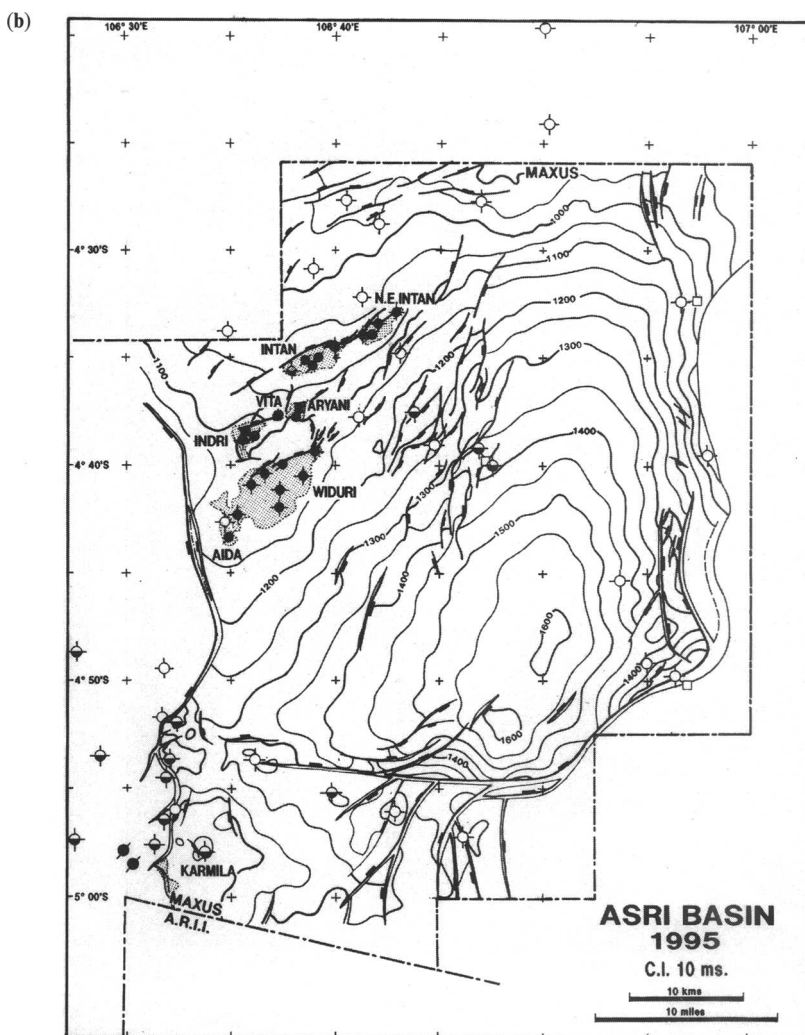 (b)
106° 30'E
106° 40'E
107° 00'E
MAXUS
1000
4° 30'S
1100
N.E. INTAN
1200
INTAN
1100
1200
1300
VITA
ARYANI
INDRI
1400
4° 40'S
WIDURI
1300
1500
AIDA
1300
1400
1200
1600
4° 50'S
1400
1600
1400
KARMILA
5° 00'S
MAXUS
A.R.I.I.
ASRI BASIN
1995
C.I. 10 ms.
10 kms
10 miles